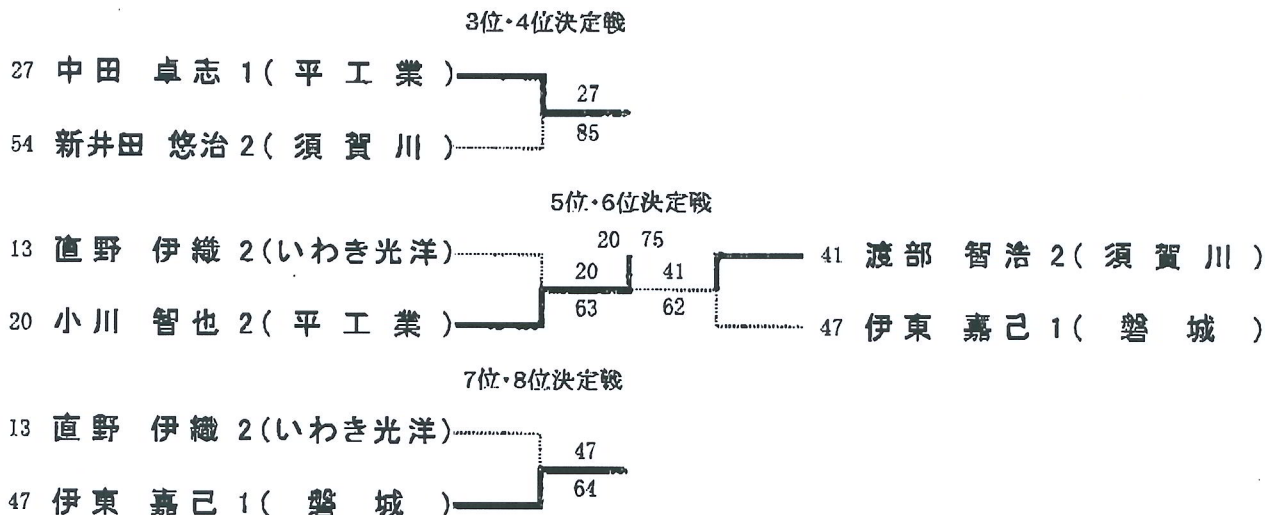 3位・4位決定戦
27 中田 卓志 1( 平 工 業 )
27
85
54 新井田 悠治 2( 須 賀 川 )
5位・6位決定戦
20 75
13 直野 伊織 2(いわき光洋)
20
63
20 小川 智也 2( 平 工 業 )
41
62
41 渡部 智浩 2( 須 賀 川 )
47 伊東 嘉己 1( 磐 城 )
7位・8位決定戦
13 直野 伊織 2(いわき光洋)
47
64
47 伊東 嘉己 1( 磐 城 )